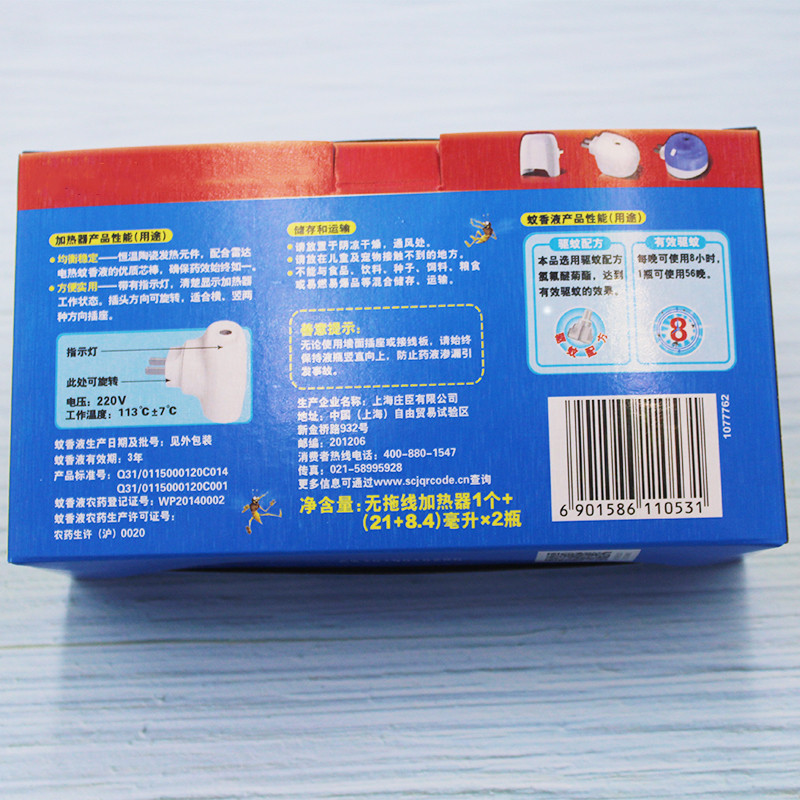 加热器产品性能(用途)
• 均衡稳定——恒温陶瓷发热元件，配合雷达
电热蚊香液的优质芯棒，确保药效始终如一。
• 方便实用——带有指示灯，清楚显示加热器
工作状态。插头方向可旋转，适合横、竖两
种方向插座。
指示灯
此处可旋转
电压：220V
工作温度：113℃±7℃
蚊香液生产日期及批号：见外包装
蚊香液有效期：3年
产品标准号：Q31/0115000120C014
Q31/0115000120C001
蚊香液农药登记证号：WP20140002
蚊香液农药生产许可证号：
农药生许（沪）0020
储存和运输
• 请放置于阴凉干燥，通风处。
• 请放在儿童及宠物接触不到的地方。
• 不能与食品、饮料、种子、饲料、粮食
或易燃易爆品等混合储存、运输。
善意提示：
无论使用墙面插座或接线板，请始终
保持液瓶竖直向上，防止药液渗漏引
发事故。
生产企业名称：上海庄臣有限公司
地址：中国（上海）自由贸易试验区
新金桥路932号
邮编：201206
消费者热线电话：400-880-1547
传真：021-58995928
更多信息可通过www.scjqrcode.cn查询
净含量：无拖线加热器1个+
(21+8.4)毫升×2瓶
蚊香液产品性能(用途)
驱蚊配方
本品选用驱蚊配方
氯氟醚菊酯，达到
有效驱蚊的效果。
驱蚊配方
有效驱蚊
每晚可使用8小时，
1瓶可使用56晚。
8
1077762
6 901586 110531